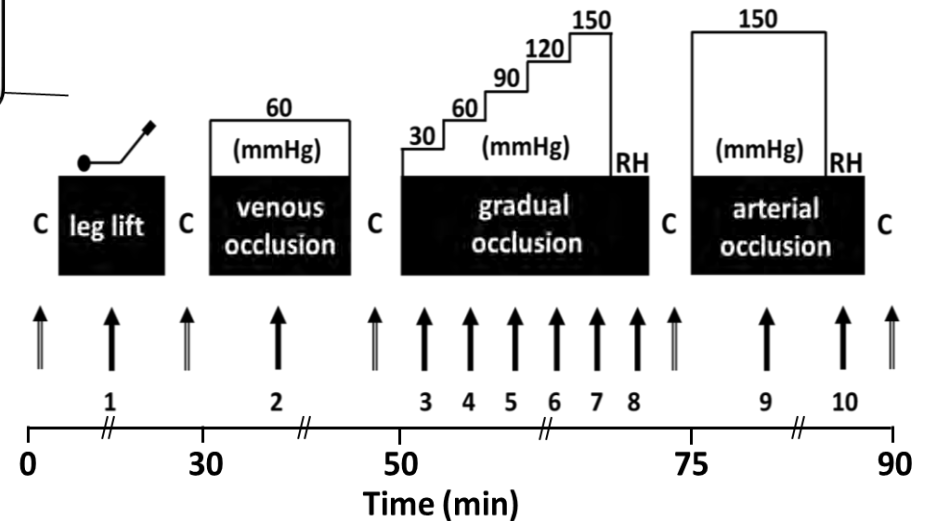 150
120
90
60
30
(mmHg)
RH
60
(mmHg)
150
(mmHg)
RH
C
leg lift
C
venous
occlusion
C
gradual
occlusion
C
arterial
occlusion
C
1 2 3 4 5 6 7 8 9 10
0 30 50 75 90
Time (min)